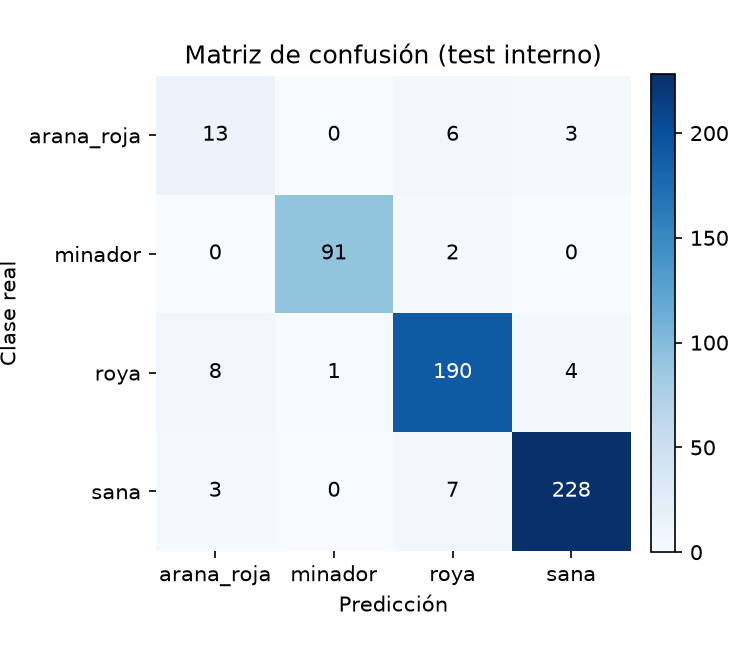 Matriz de confusión (test interno)
arana_roja 13 0 6 3
minador 0 91 2 0
roya 8 1 190 4
sana 3 0 7 228
arana_roja minador roya sana
Predicción
Clase real
200
150
100
50
0